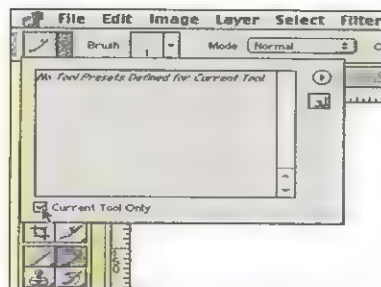 File Edit Image Layer Select Filter
Brush 1 Mode Normal
No Tool Presets Defined for Current Tool
Current Tool Only